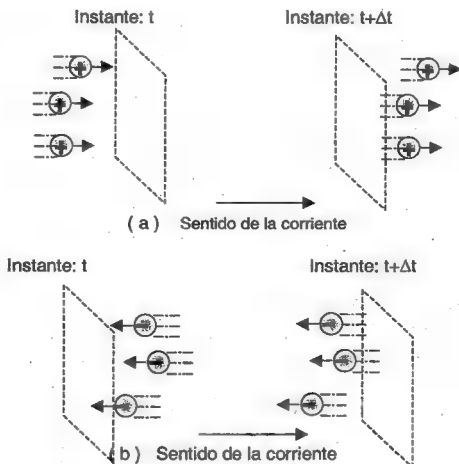 Instante: t
Instante: t+Δt
( a ) Sentido de la corriente
Instante: t
Instante: t+Δt
( b ) Sentido de la corriente